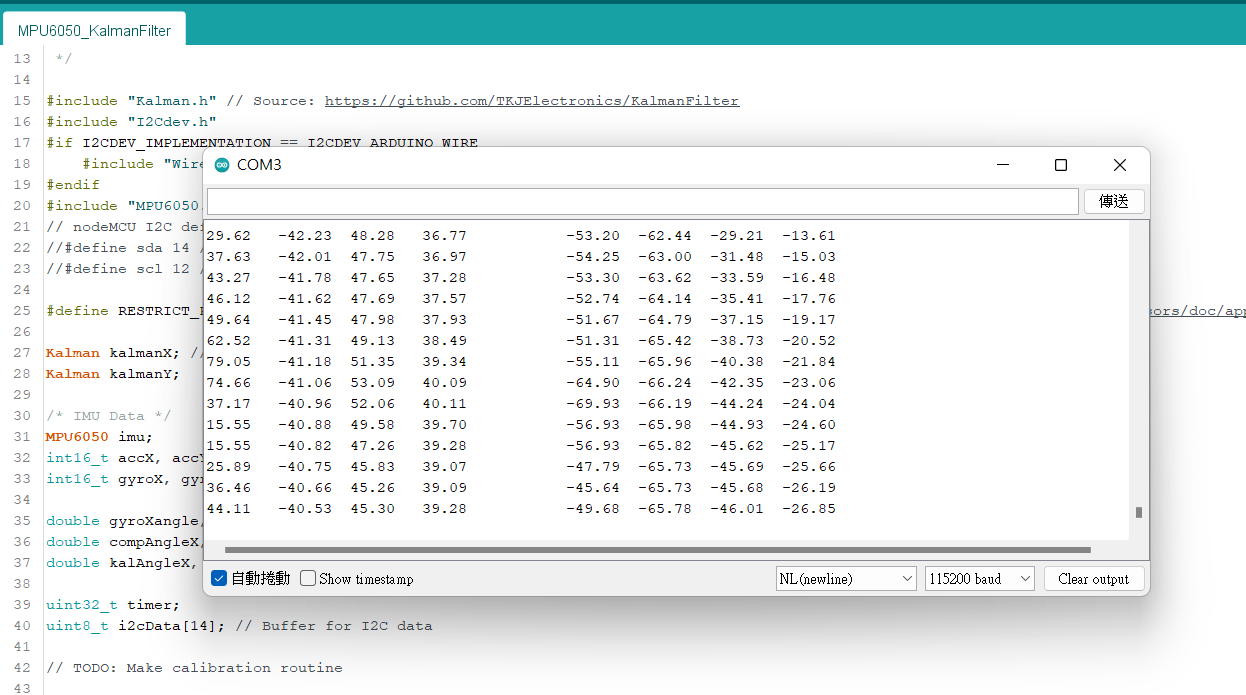 MPU6050_KalmanFilter
13 */
14
15 #include "Kalman.h" // Source: https://github.com/TKJElectronics/KalmanFilter
16 #include "I2Cdev.h"
17 #if I2CDEV_IMPLEMENTATION == I2CDEV_ARDUINO_WIRE
18 #include "Wire
19 #endif
20 #include "MPU6050
21 // nodeMCU I2C de
22 //#define sda 14 /
23 //#define scl 12 /
24
25 #define RESTRICT_ sors/doc/app
26
27 Kalman kalmanX; //
28 Kalman kalmanY;
29
30 /* IMU Data */
31 MPU6050 imu;
32 int16_t accX, accY
33 int16_t gyroX, gyr
34
35 double gyroXangle,
36 double compAngleX,
37 double kalAngleX,
38
39 uint32_t timer;
40 uint8_t i2cData[14]; // Buffer for I2C data
41
42 // TODO: Make calibration routine
43
COM3
傳送
29.62 -42.23 48.28 36.77 -53.20 -62.44 -29.21 -13.61
37.63 -42.01 47.75 36.97 -54.25 -63.00 -31.48 -15.03
43.27 -41.78 47.65 37.28 -53.30 -63.62 -33.59 -16.48
46.12 -41.62 47.69 37.57 -52.74 -64.14 -35.41 -17.76
49.64 -41.45 47.98 37.93 -51.67 -64.79 -37.15 -19.17
62.52 -41.31 49.13 38.49 -51.31 -65.42 -38.73 -20.52
79.05 -41.18 51.35 39.34 -55.11 -65.96 -40.38 -21.84
74.66 -41.06 53.09 40.09 -64.90 -66.24 -42.35 -23.06
37.17 -40.96 52.06 40.11 -69.93 -66.19 -44.24 -24.04
15.55 -40.88 49.58 39.70 -56.93 -65.98 -44.93 -24.60
15.55 -40.82 47.26 39.28 -56.93 -65.82 -45.62 -25.17
25.89 -40.75 45.83 39.07 -47.79 -65.73 -45.69 -25.66
36.46 -40.66 45.26 39.09 -45.64 -65.73 -45.68 -26.19
44.11 -40.53 45.30 39.28 -49.68 -65.78 -46.01 -26.85
自動捲動 Show timestamp NL(newline) 115200 baud Clear output